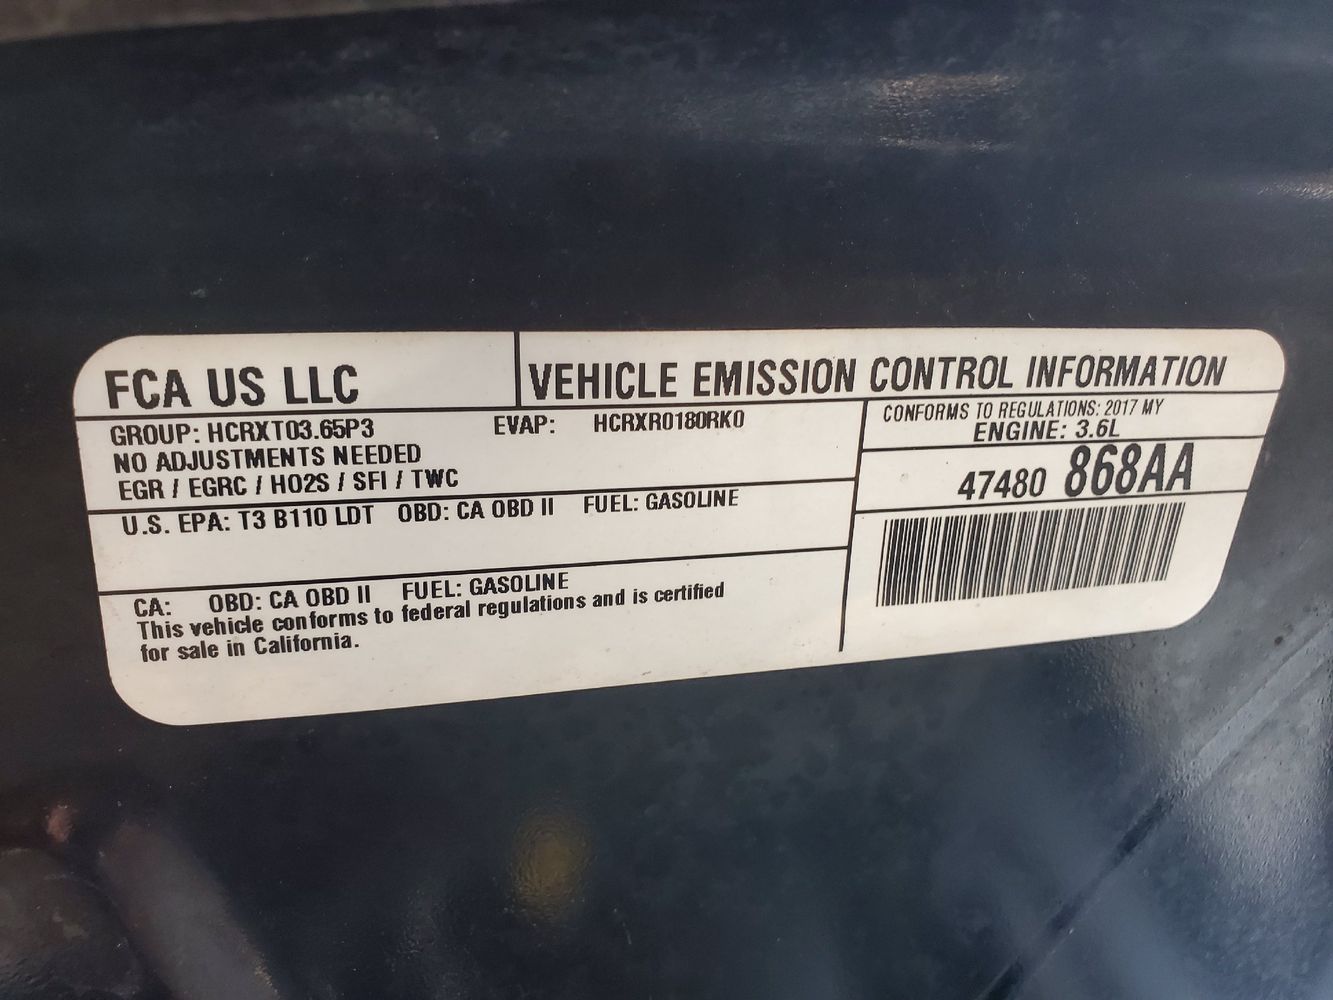 FCA US LLC
VEHICLE EMISSION CONTROL INFORMATION
GROUP: HCRXT03.65P3 EVAP: HCRXR0180RK0
NO ADJUSTMENTS NEEDED
EGR / EGRC / HO2S / SFI / TWC
U.S. EPA: T3 B110 LDT OBD: CA OBD II FUEL: GASOLINE
CA: OBD: CA OBD II FUEL: GASOLINE
This vehicle conforms to federal regulations and is certified
for sale in California.
CONFORMS TO REGULATIONS: 2017 MY
ENGINE: 3.6L
47480 868AA